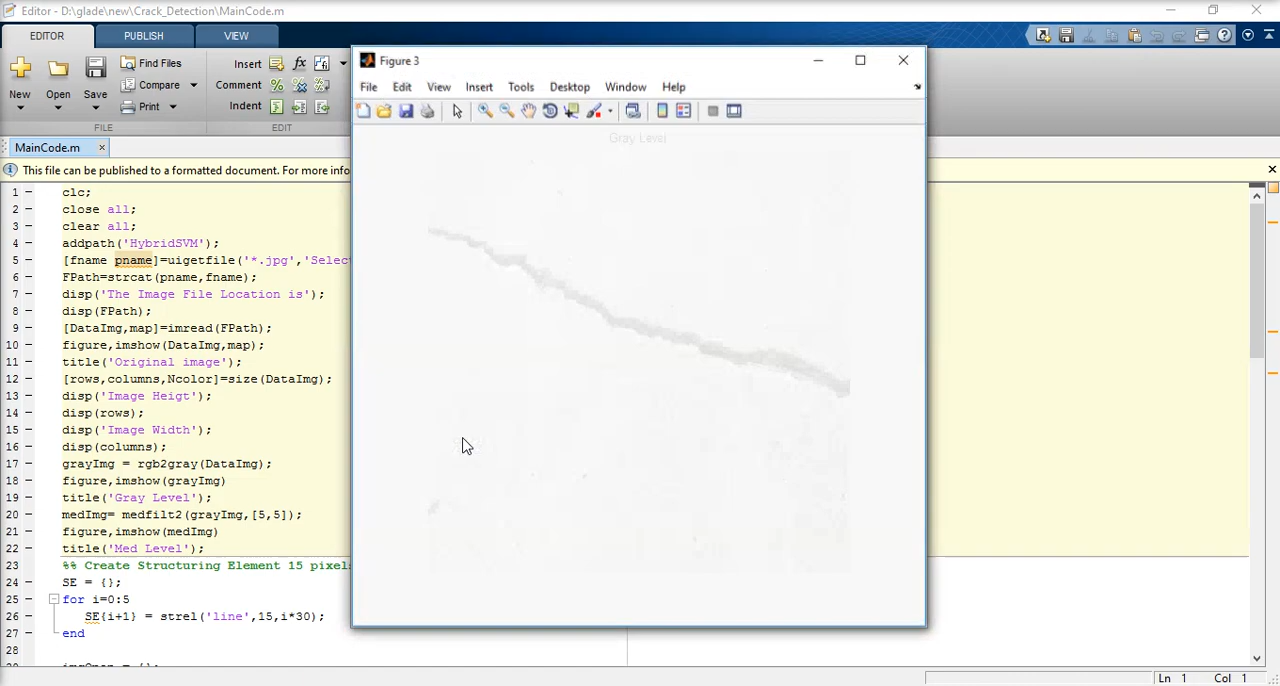 Editor - D:\glade\new\Crack_Detection\MainCode.m
EDITOR PUBLISH VIEW
New Open Save
Find Files
Compare
Print
FILE
Insert
Comment
Indent
EDIT
MainCode.m
This file can be published to a formatted document. For more info
1 clc;
2 close all;
3 clear all;
4 addpath('HybridSVM');
5 [fname pname]=uigetfile('*.jpg','Selec
6 FPath=strcat(pname,fname);
7 disp('The Image File Location is');
8 disp(FPath);
9 [DataImg,map]=imread(FPath);
10 figure,imshow(DataImg,map);
11 title('Original image');
12 [rows,columns,Ncolor]=size(DataImg);
13 disp('Image Heigt');
14 disp(rows);
15 disp('Image Width');
16 disp(columns);
17 grayImg = rgb2gray(DataImg);
18 figure,imshow(grayImg)
19 title('Gray Level');
20 medImg= medfilt2(grayImg,[5,5]);
21 figure,imshow(medImg)
22 title('Med Level');
23 %% Create Structuring Element 15 pixels
24 SE = {};
25 for i=0:5
26 SE{i+1} = strel('line',15,i*30);
27 end
28
Figure 3
File Edit View Insert Tools Desktop Window Help
Gray Level
Ln 1 Col 1